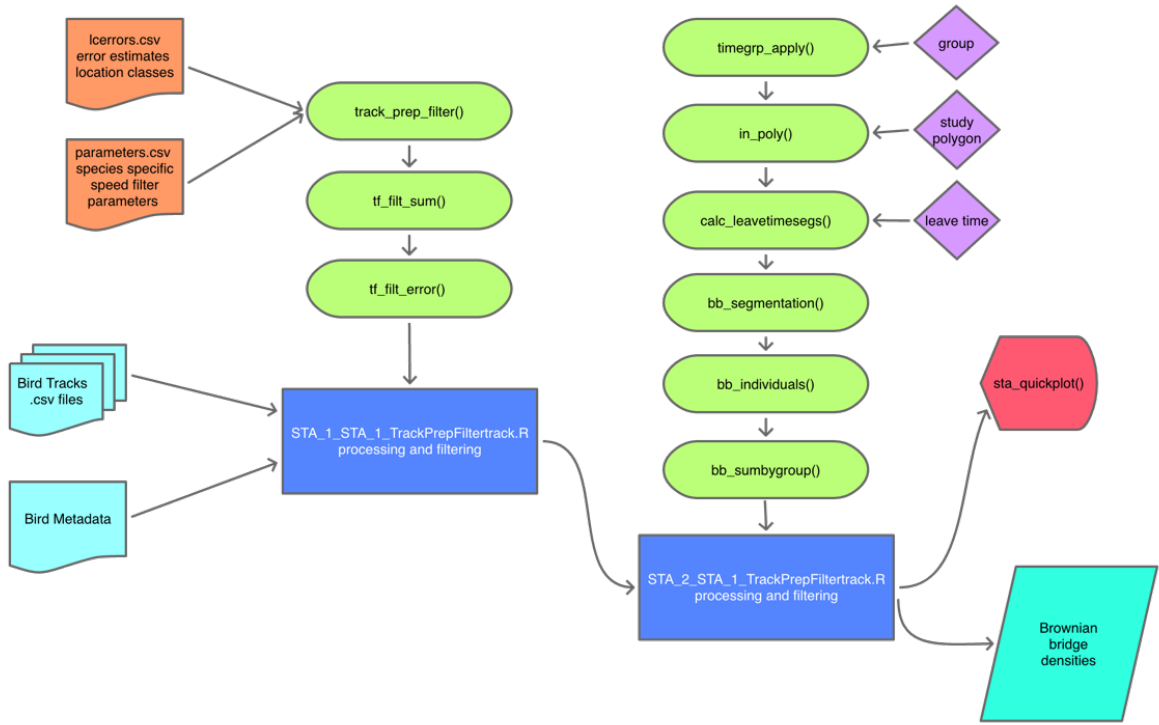 lcerrors.csv
error estimates
location classes
parameters.csv
species specific
speed filter
parameters
track_prep_filter()
tf_filt_sum()
tf_filt_error()
Bird Tracks
.csv files
Bird Metadata
STA_1_STA_1_TrackPrepFiltertrack.R
processing and filtering
timegrp_apply()
group
in_poly()
study
polygon
calc_leavetimesegs()
leave time
bb_segmentation()
bb_individuals()
bb_sumbygroup()
STA_2_STA_1_TrackPrepFiltertrack.R
processing and filtering
sta_quickplot()
Brownian
bridge
densities